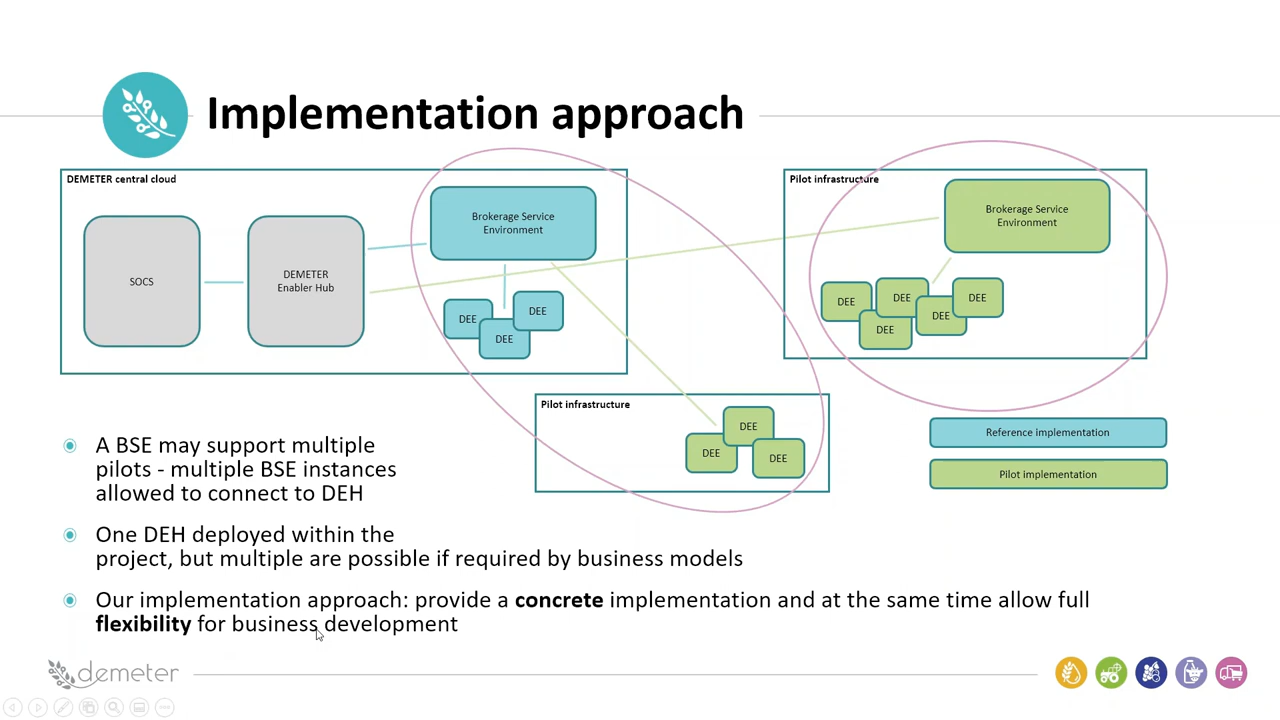 Implementation approach
DEMETER central cloud
SOCS
DEMETER
Enabler Hub
Brokerage Service
Environment
DEE
DEE
DEE
Pilot infrastructure
Brokerage Service
Environment
DEE
DEE
DEE
DEE
DEE
Pilot infrastructure
DEE
DEE
DEE
Reference implementation
Pilot implementation
A BSE may support multiple
pilots - multiple BSE instances
allowed to connect to DEH
One DEH deployed within the
project, but multiple are possible if required by business models
Our implementation approach: provide a concrete implementation and at the same time allow full
flexibility for business development
demeter